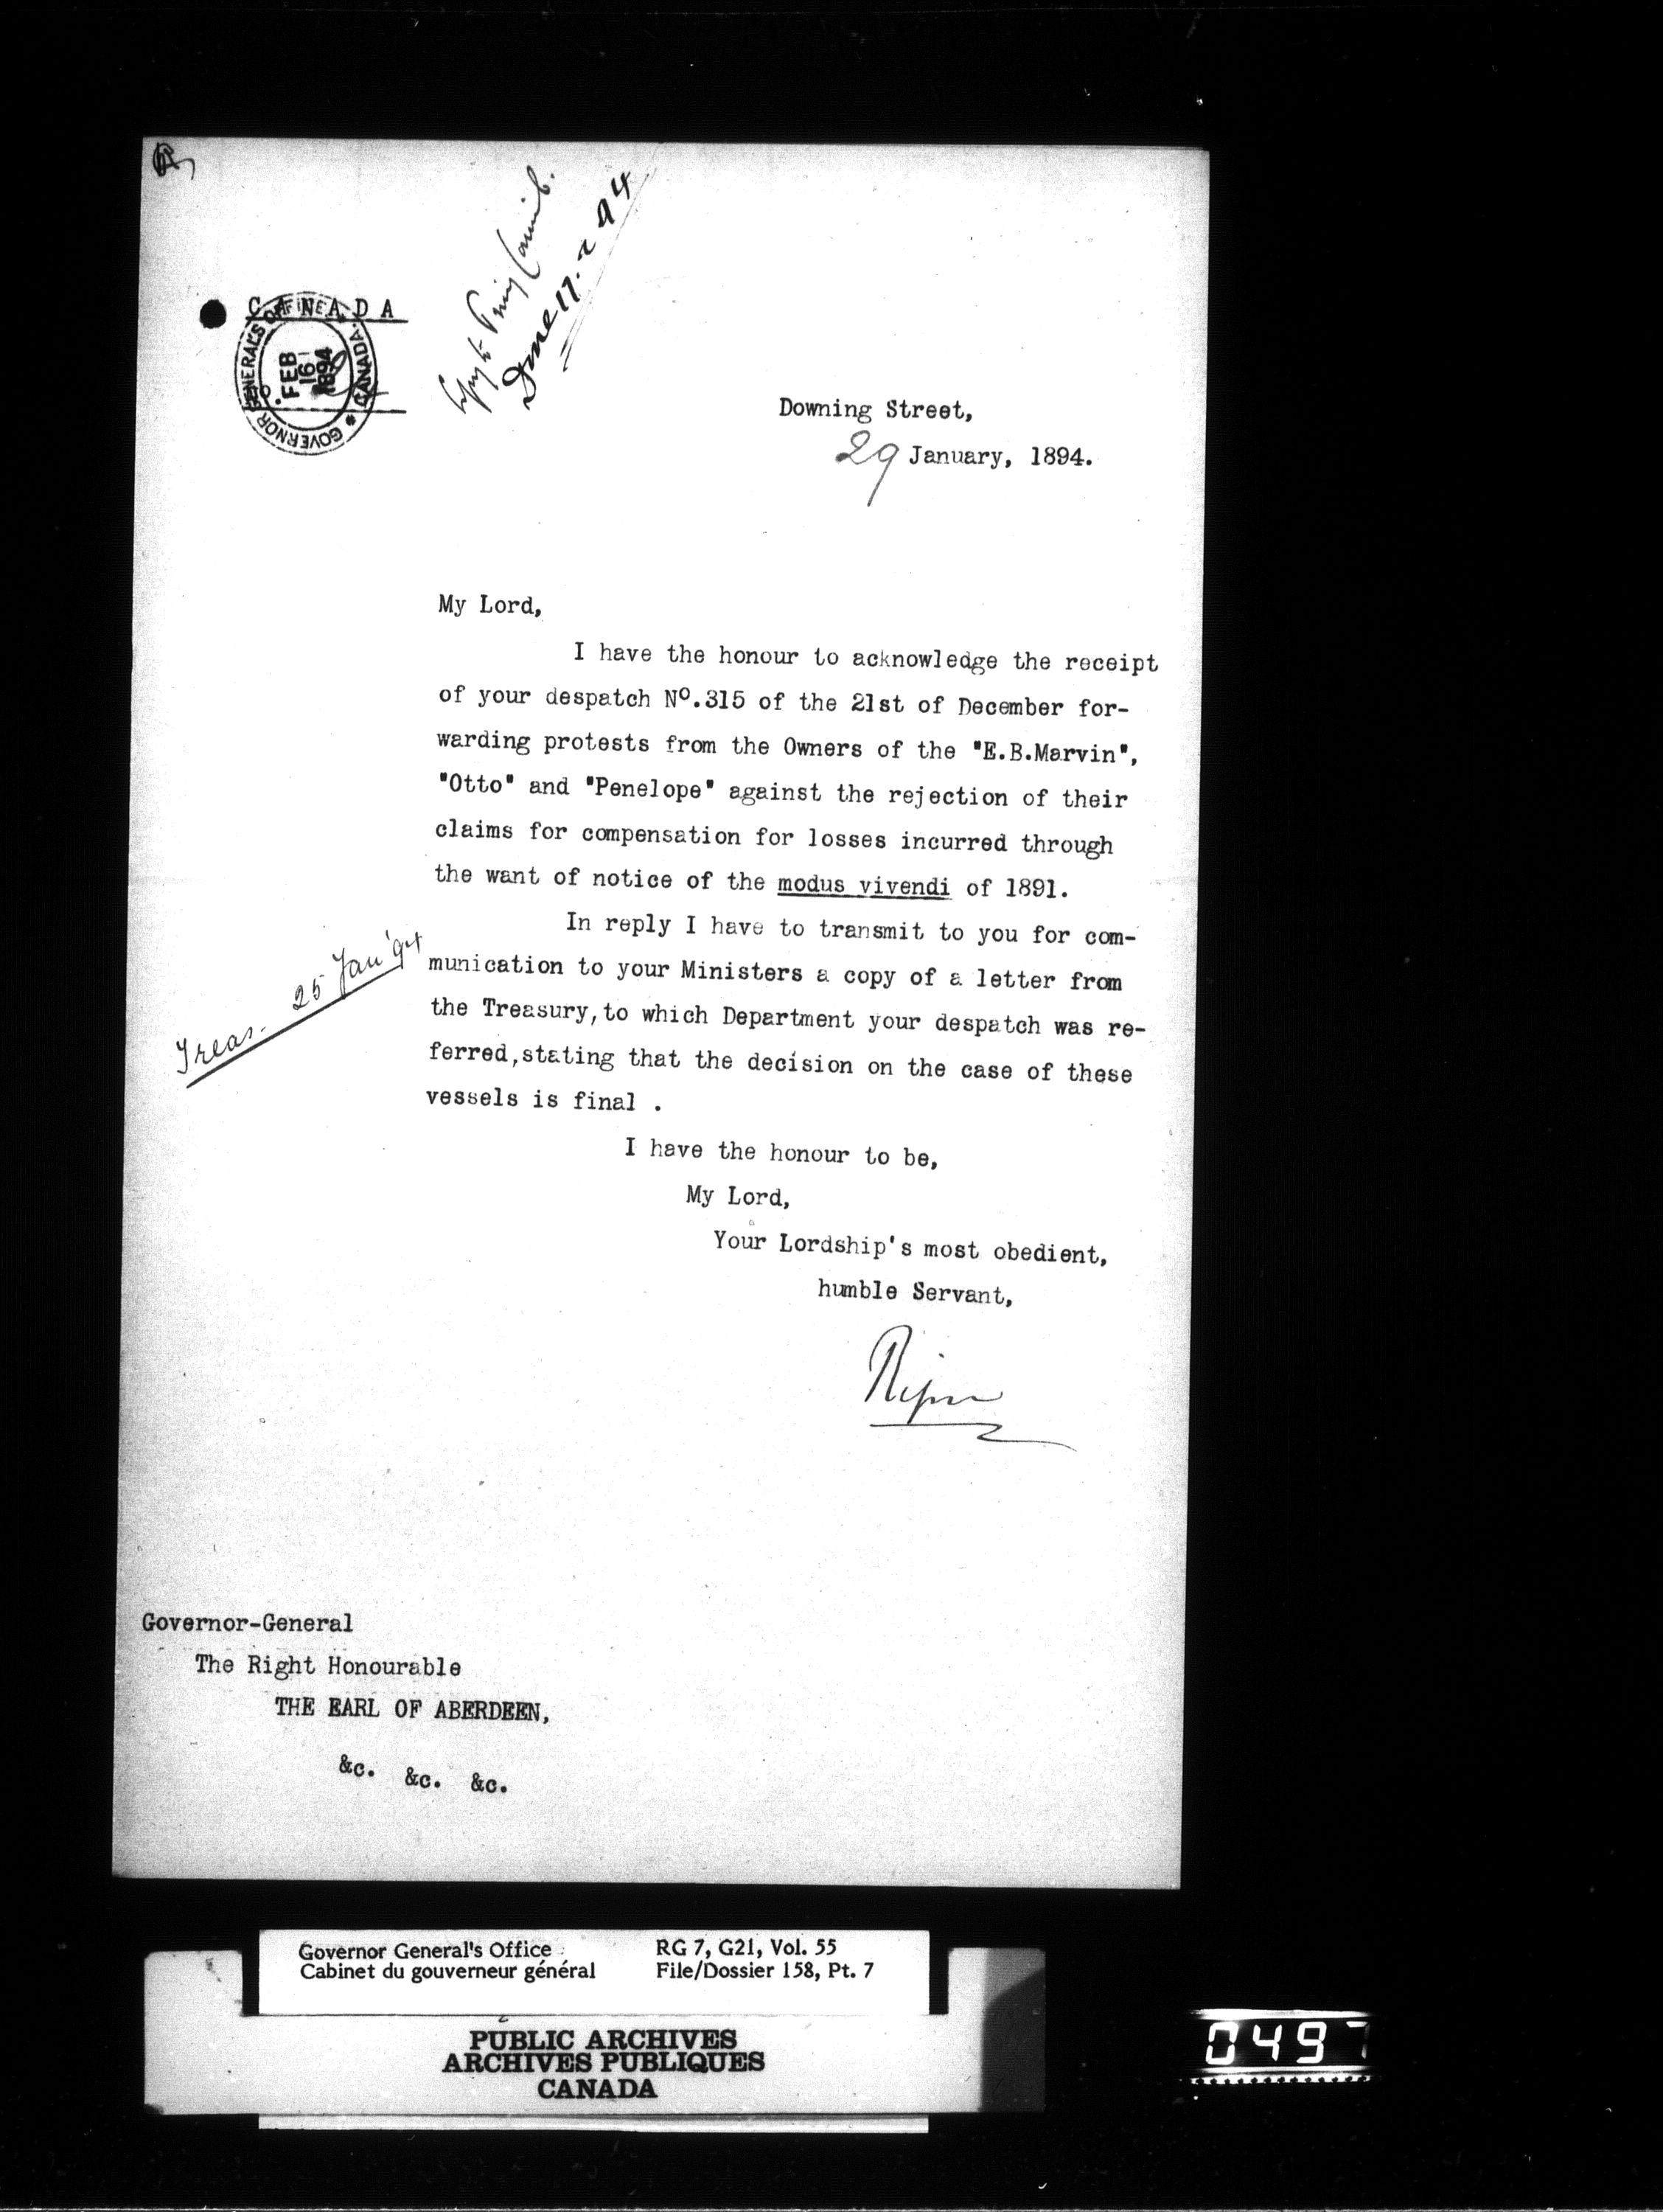 Copy to Privy Council.
Done 17.2.94
CANADA
GOVERNOR GENERAL'S OFFICE
CANADA.
FEB
16
1894
Downing Street,
29 January, 1894.
My Lord,
I have the honour to acknowledge the receipt
of your despatch Nº.315 of the 21st of December for-
warding protests from the Owners of the "E.B.Marvin",
"Otto" and "Penelope" against the rejection of their
claims for compensation for losses incurred through
the want of notice of the modus vivendi of 1891.
In reply I have to transmit to you for com-
Treas. 25 Jan '94
munication to your Ministers a copy of a letter from
the Treasury,to which Department your despatch was re-
ferred,stating that the decision on the case of these
vessels is final .
I have the honour to be,
My Lord,
Your Lordship's most obedient,
humble Servant,
Ripon
Governor-General
The Right Honourable
THE EARL OF ABERDEEN,
&c. &c. &c.
Governor General's Office RG 7, G21, Vol. 55
Cabinet du gouverneur général File/Dossier 158, Pt. 7
PUBLIC ARCHIVES
ARCHIVES PUBLIQUES
CANADA
0497